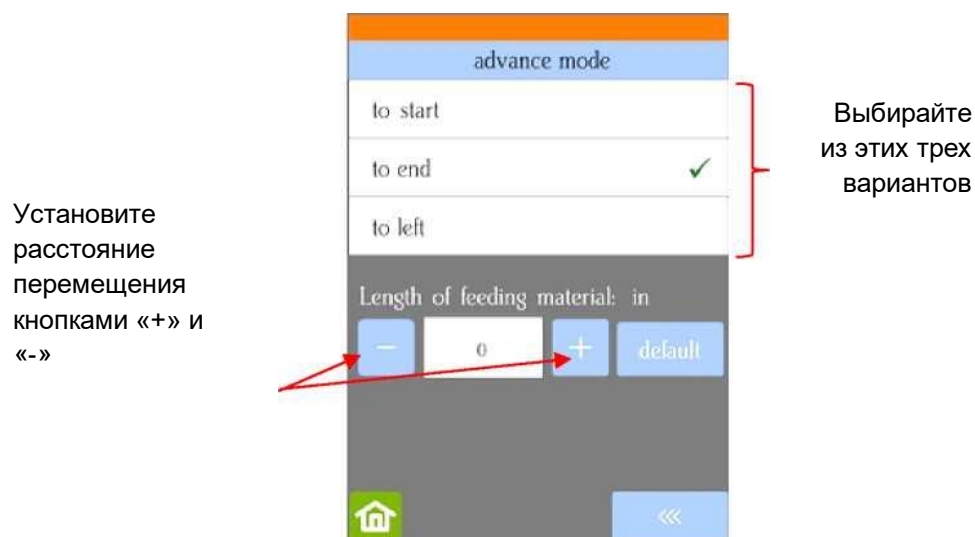 advance mode
to start
to end
to left
Выбирайте
из этих трех
вариантов
Установите
расстояние
перемещения
кнопками «+» и
«-»
Length of feeding material: in
− 0 + default
<<<